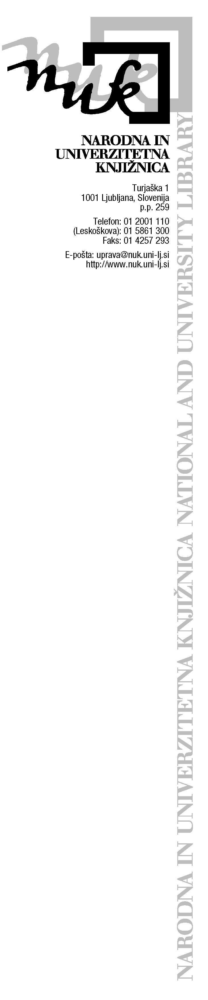 nuk
NARODNA IN
UNIVERZITETNA
KNJIŽNICA
Turjaška 1
1001 Ljubljana, Slovenija
p.p. 259
Telefon: 01 2001 110
(Leskoškova): 01 5861 300
Faks: 01 4257 293
E-pošta: uprava@nuk.uni-lj.si
http://www.nuk.uni-lj.si
NARODNA IN UNIVERZITETNA KNJIŽNICA NATIONAL AND UNIVERSITY LIBRARY